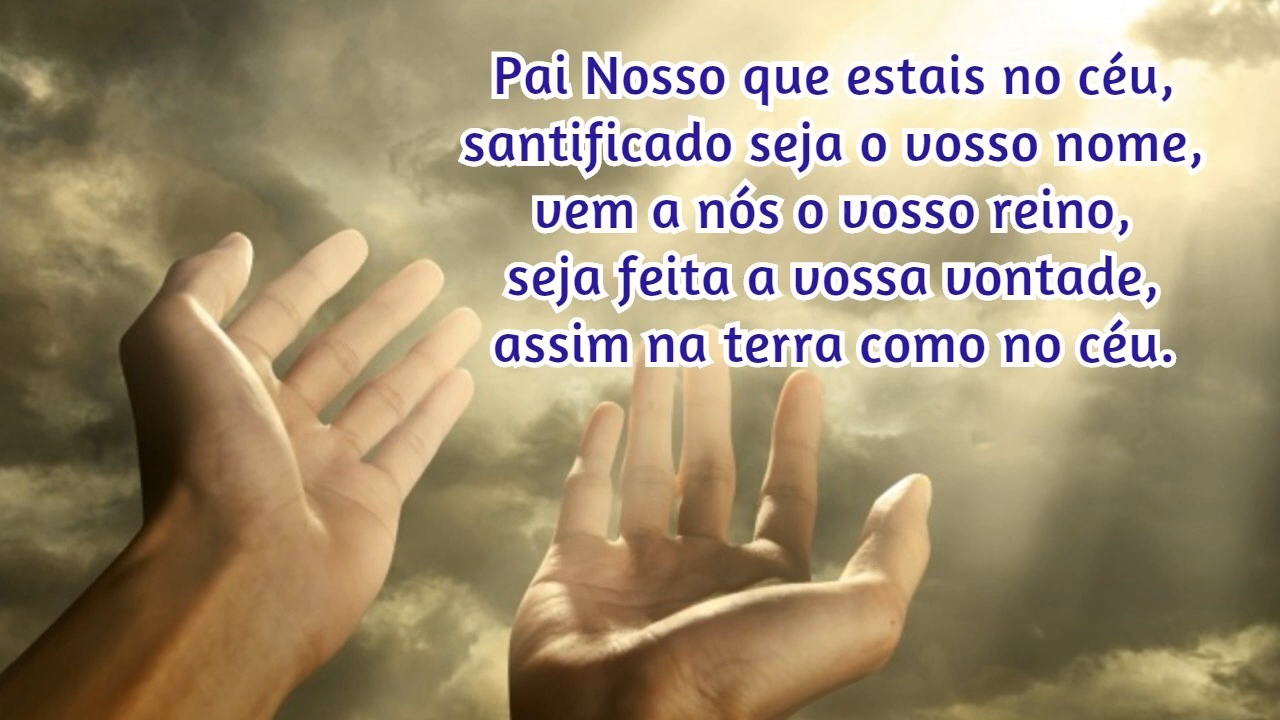 Pai Nosso que estais no céu,
santificado seja o vosso nome,
vem a nós o vosso reino,
seja feita a vossa vontade,
assim na terra como no céu.